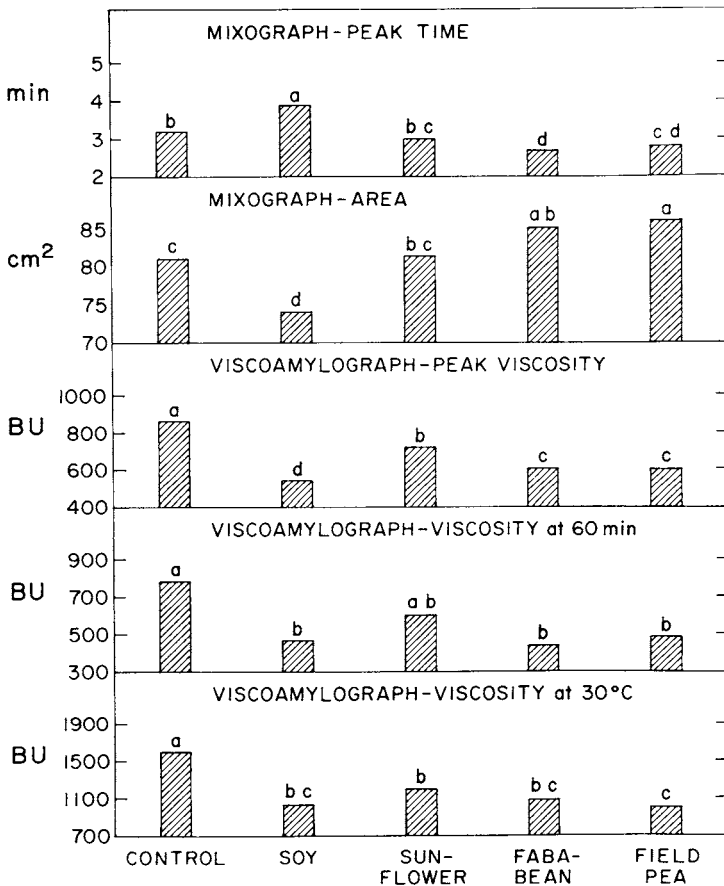 MIXOGRAPH-PEAK TIME
min
5
4
3
2
b
a
b c
d
c d
MIXOGRAPH-AREA
cm²
85
80
75
70
c
d
b c
a b
a
VISCOAMYLOGRAPH-PEAK VISCOSITY
BU
1000
800
600
400
a
d
b
c
c
VISCOAMYLOGRAPH-VISCOSITY at 60 min
BU
900
700
500
300
a
b
a b
b
b
VISCOAMYLOGRAPH-VISCOSITY at 30°C
BU
1900
1500
1100
700
a
b c
b
b c
c
CONTROL
SOY
SUN-
FLOWER
FABA-
BEAN
FIELD
PEA